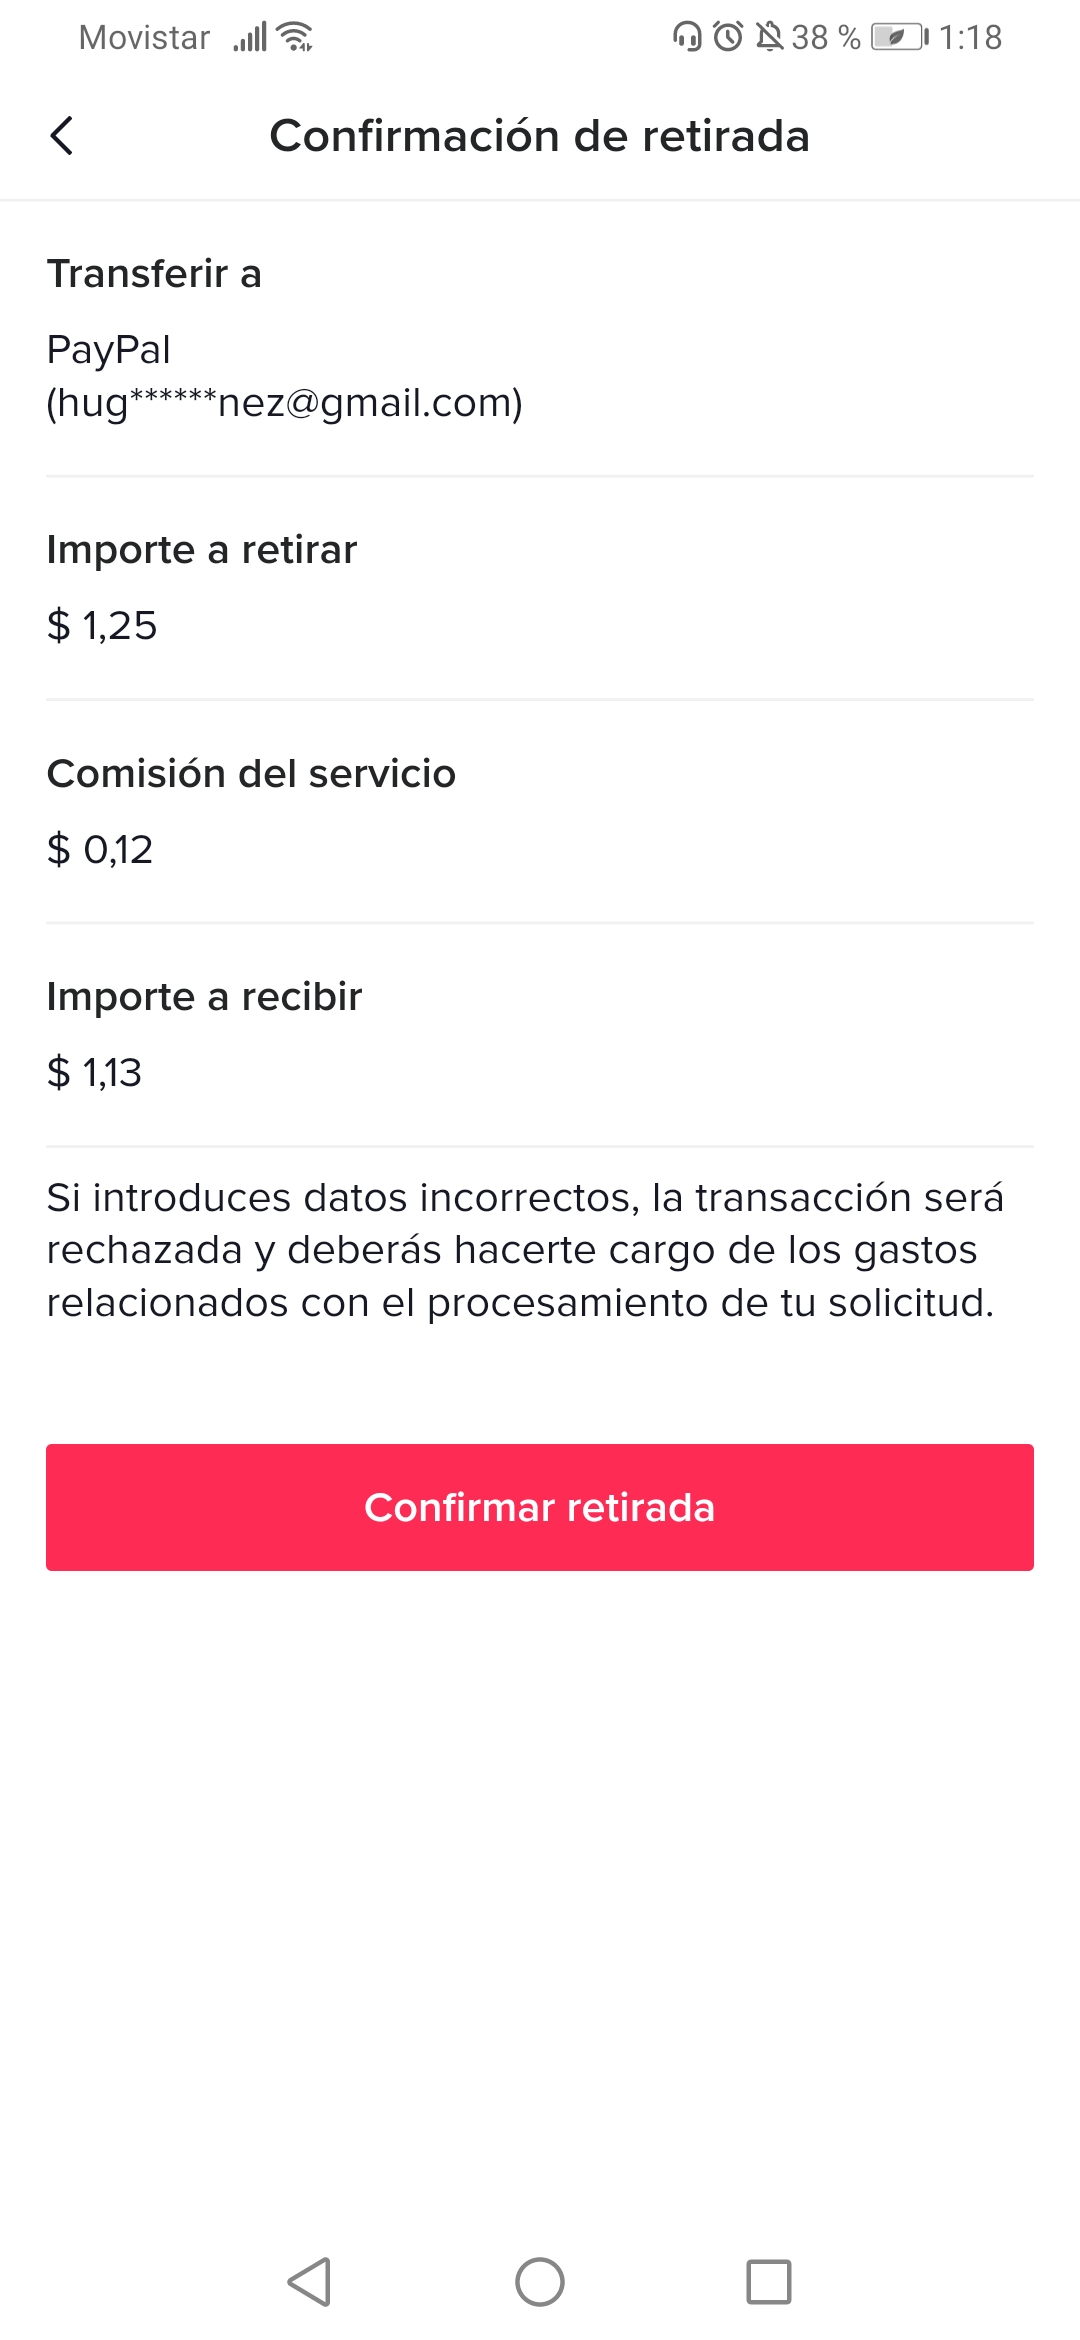 Movistar 38 % 1:18
Confirmación de retirada
Transferir a
PayPal
(hug******nez@gmail.com)
Importe a retirar
$ 1,25
Comisión del servicio
$ 0,12
Importe a recibir
$ 1,13
Si introduces datos incorrectos, la transacción será
rechazada y deberás hacerte cargo de los gastos
relacionados con el procesamiento de tu solicitud.
Confirmar retirada